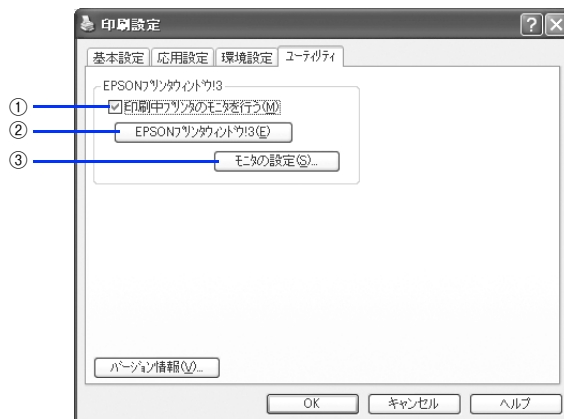 印刷設定
基本設定 応用設定 環境設定 ユーティリティ
EPSONプリンタウィンドウ!3
① 印刷中プリンタのモニタを行う(M)
② EPSONプリンタウィンドウ!3(E)
③ モニタの設定(S)...
バージョン情報(V)...
OK キャンセル ヘルプ